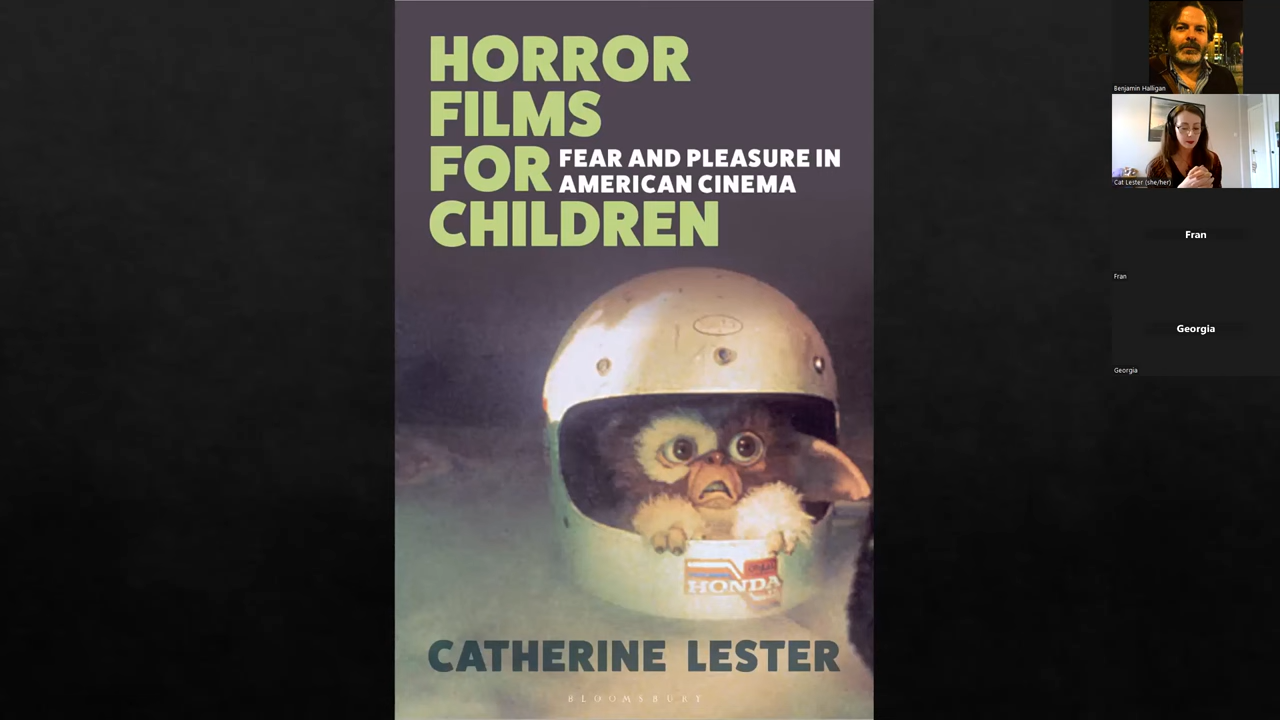 HORROR
FILMS
FOR
FEAR AND PLEASURE IN
AMERICAN CINEMA
CHILDREN
HONDA
CATHERINE LESTER
BLOOMSBURY
Benjamin Halligan
Cat Lester (she/her)
Fran
Fran
Georgia
Georgia